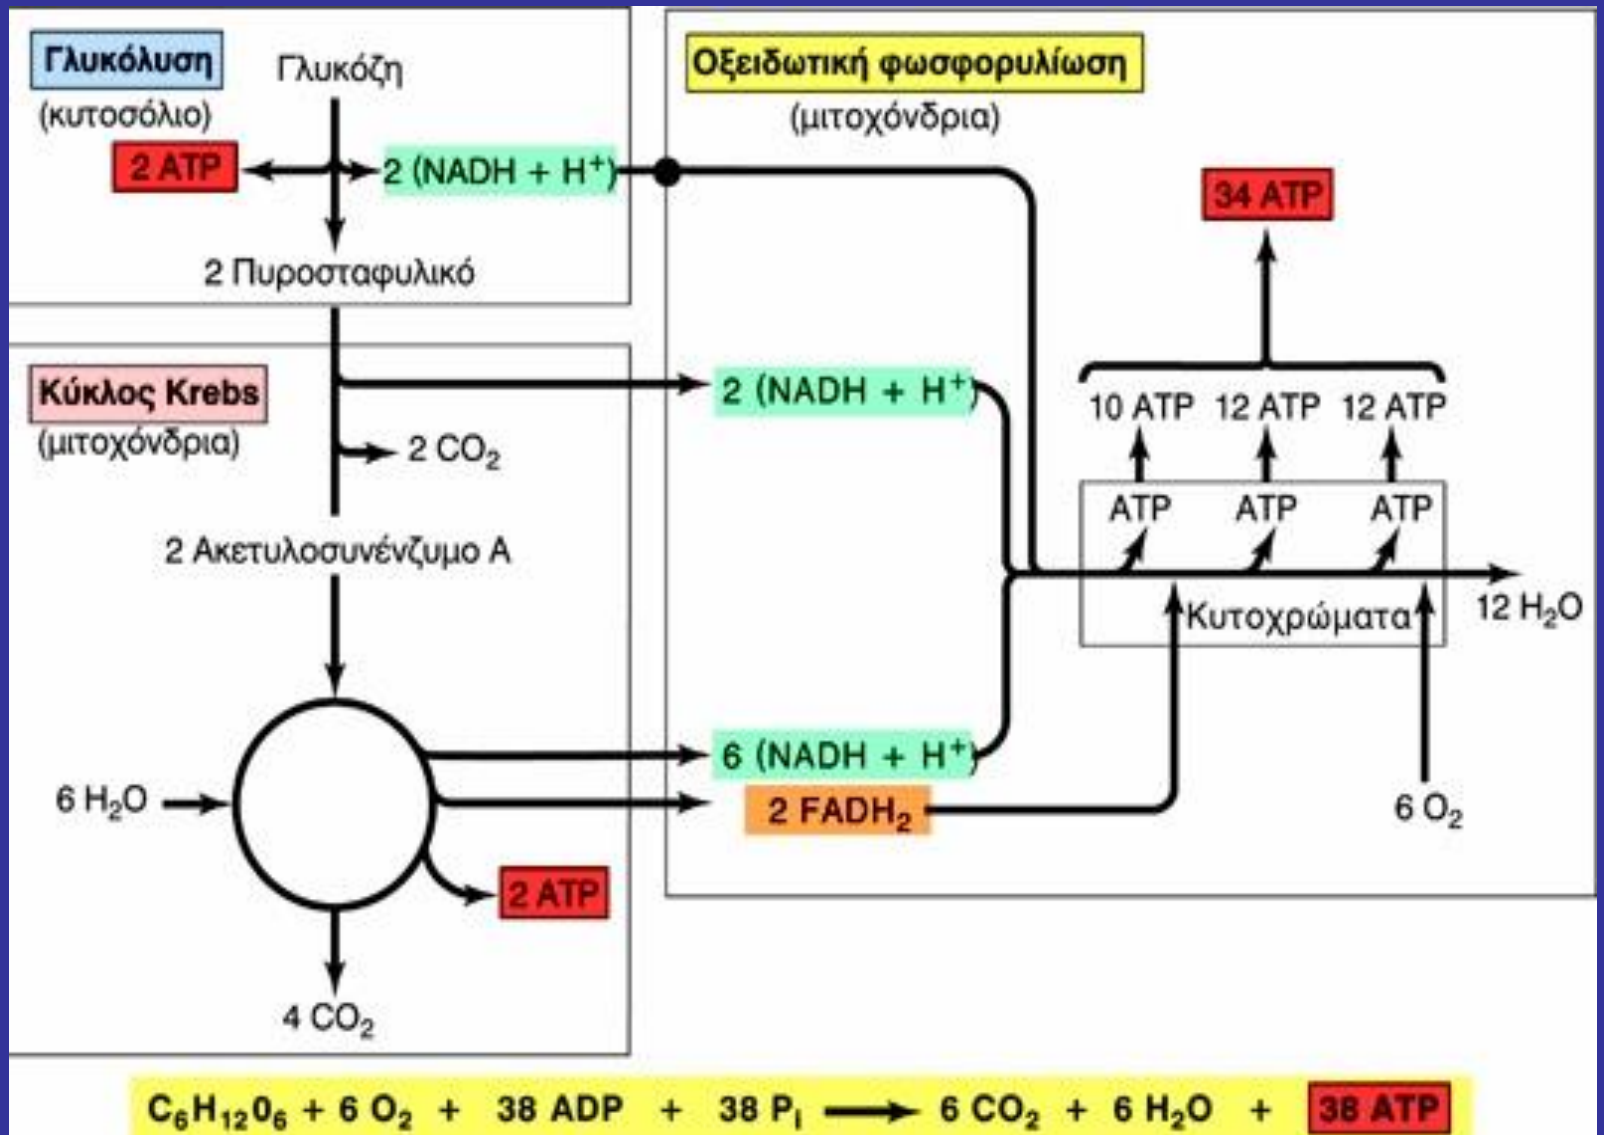 Γλυκόλυση
(κυτοσόλιο)
Γλυκόζη
2 ATP
2 (NADH + H⁺)
2 Πυροσταφυλικό
Κύκλος Krebs
(μιτοχόνδρια)
2 CO₂
2 Ακετυλοσυνένζυμο Α
6 H₂O
2 ATP
4 CO₂
Οξειδωτική φωσφορυλίωση
(μιτοχόνδρια)
34 ATP
2 (NADH + H⁺)
10 ATP 12 ATP 12 ATP
ATP ATP ATP
Κυτοχρώματα
12 H₂O
6 (NADH + H⁺)
2 FADH₂
6 O₂
C₆H₁₂0₆ + 6 O₂ + 38 ADP + 38 Pᵢ → 6 CO₂ + 6 H₂O + 38 ATP